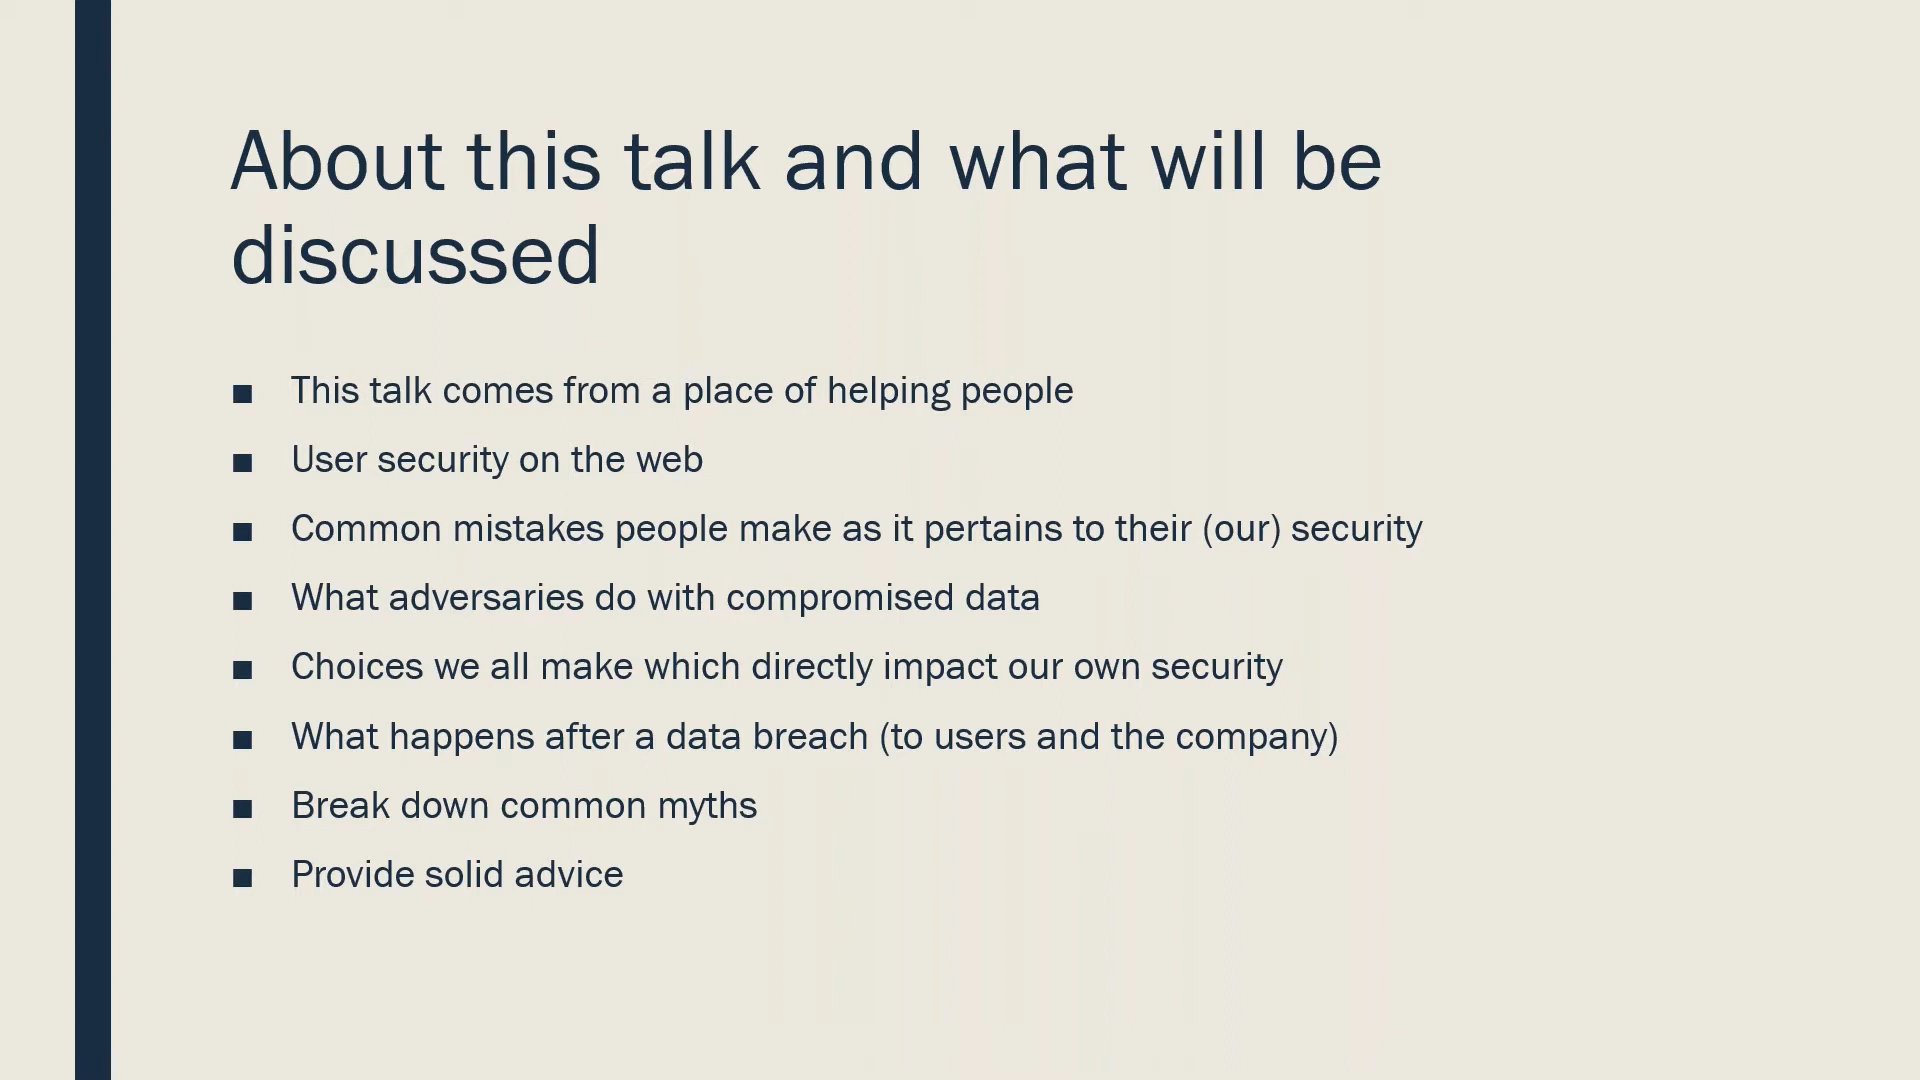 About this talk and what will be
discussed
■ This talk comes from a place of helping people
■ User security on the web
■ Common mistakes people make as it pertains to their (our) security
■ What adversaries do with compromised data
■ Choices we all make which directly impact our own security
■ What happens after a data breach (to users and the company)
■ Break down common myths
■ Provide solid advice